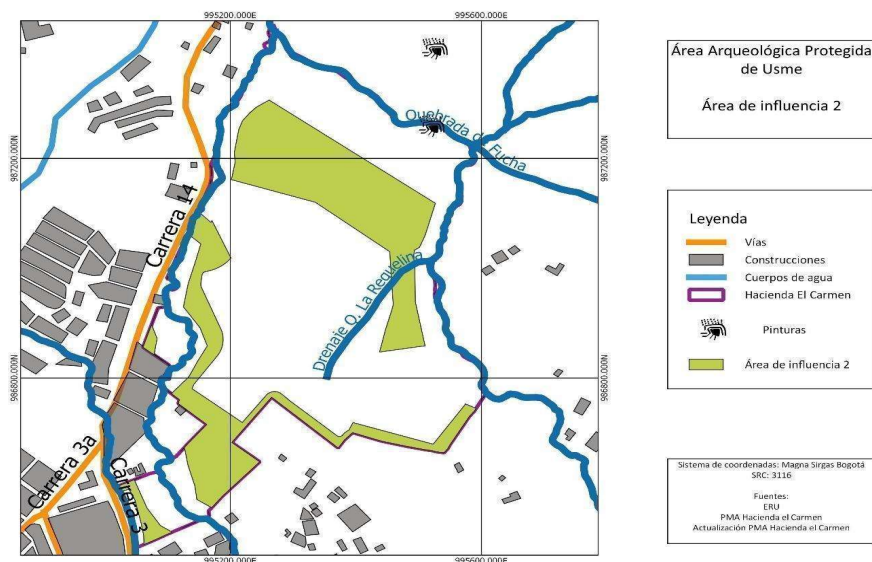 995200.000E
995600.000E
987200.000N
987200.000N
986800.000N
986800.000N
Quebrada de Fucha
Carrera 14
Drenaje Q. La Requelina
Carrera 3a
Carrera 3
995200.000E
995600.000E
Área Arqueológica Protegida
de Usme
Área de influencia 2
Leyenda
Vías
Construcciones
Cuerpos de agua
Hacienda El Carmen
Pinturas
Área de influencia 2
Sistema de coordenadas: Magna Sirgas Bogotá
SRC: 3116
Fuentes:
ERU
PMA Hacienda el Carmen
Actualización PMA Hacienda el Carmen